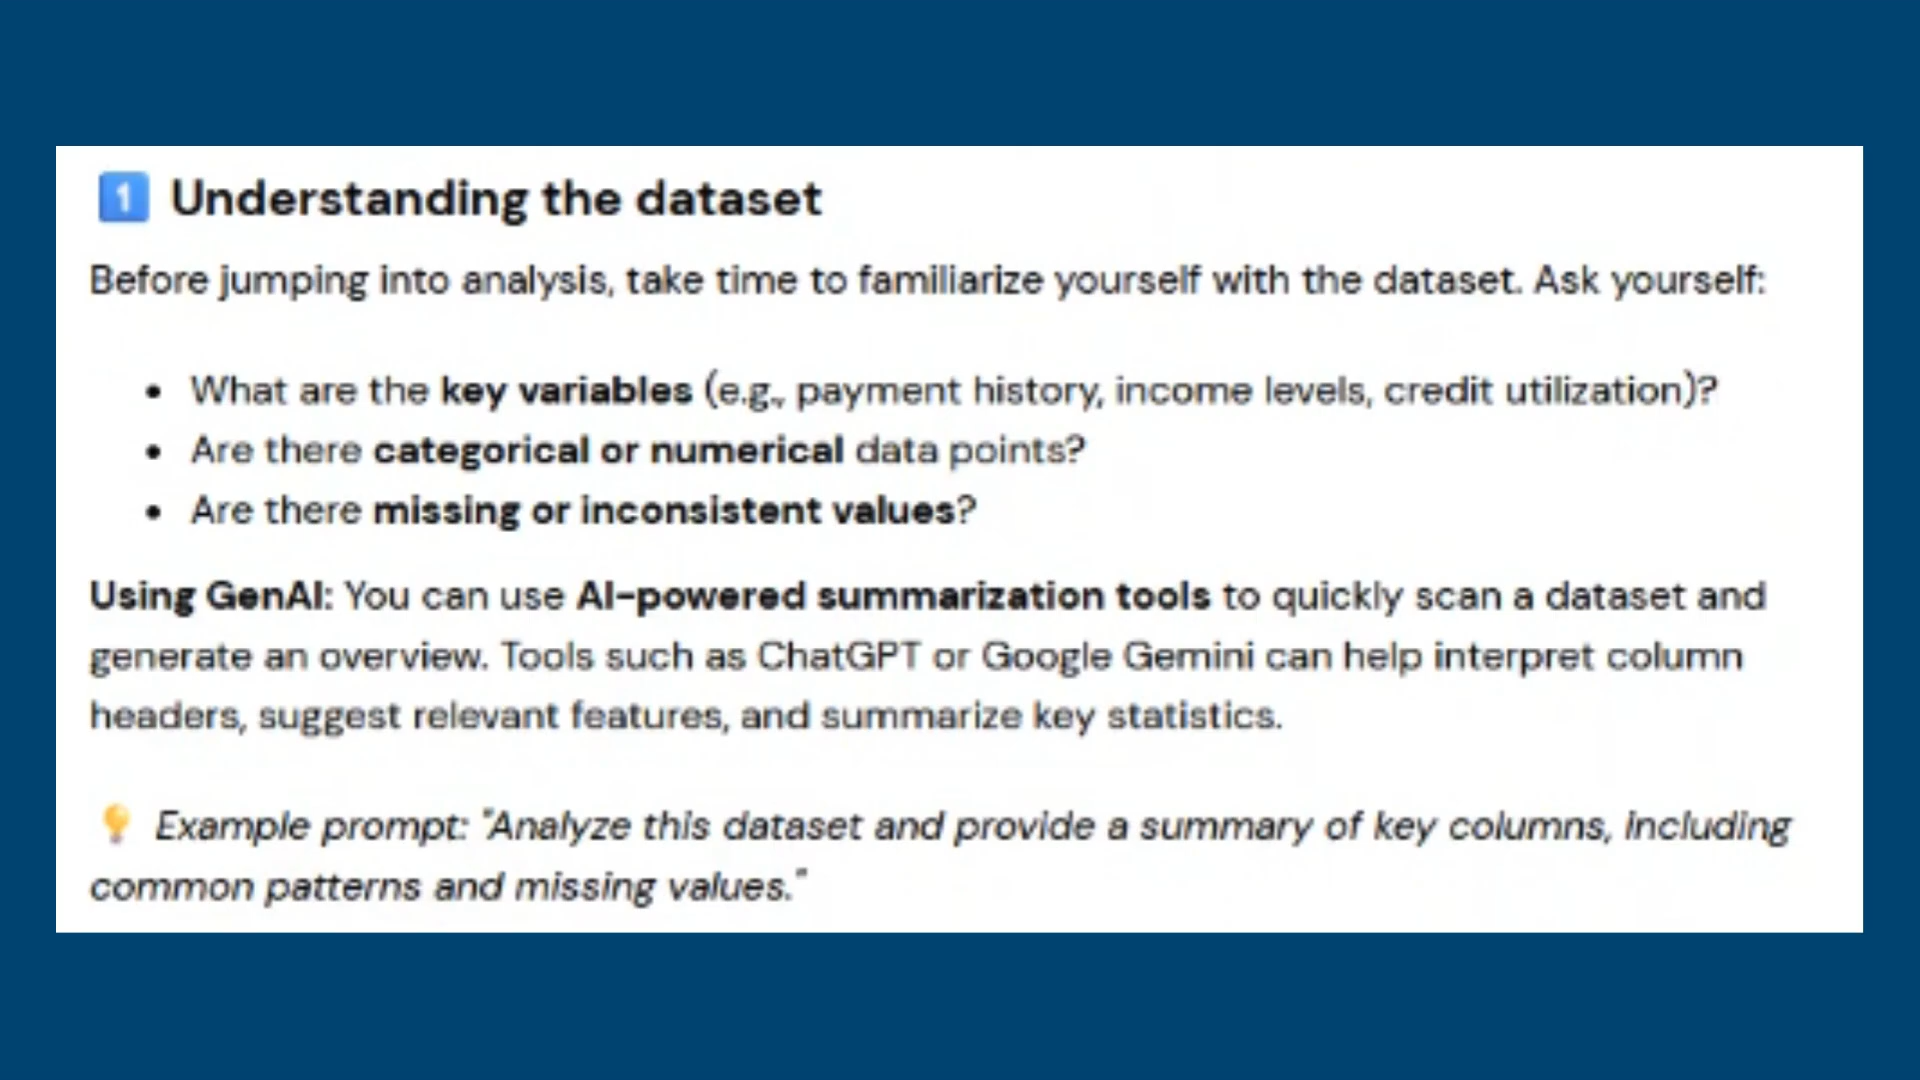 1 Understanding the dataset
Before jumping into analysis, take time to familiarize yourself with the dataset. Ask yourself:
• What are the key variables (e.g., payment history, income levels, credit utilization)?
• Are there categorical or numerical data points?
• Are there missing or inconsistent values?
Using GenAI: You can use AI-powered summarization tools to quickly scan a dataset and
generate an overview. Tools such as ChatGPT or Google Gemini can help interpret column
headers, suggest relevant features, and summarize key statistics.
💡 Example prompt: "Analyze this dataset and provide a summary of key columns, including
common patterns and missing values."